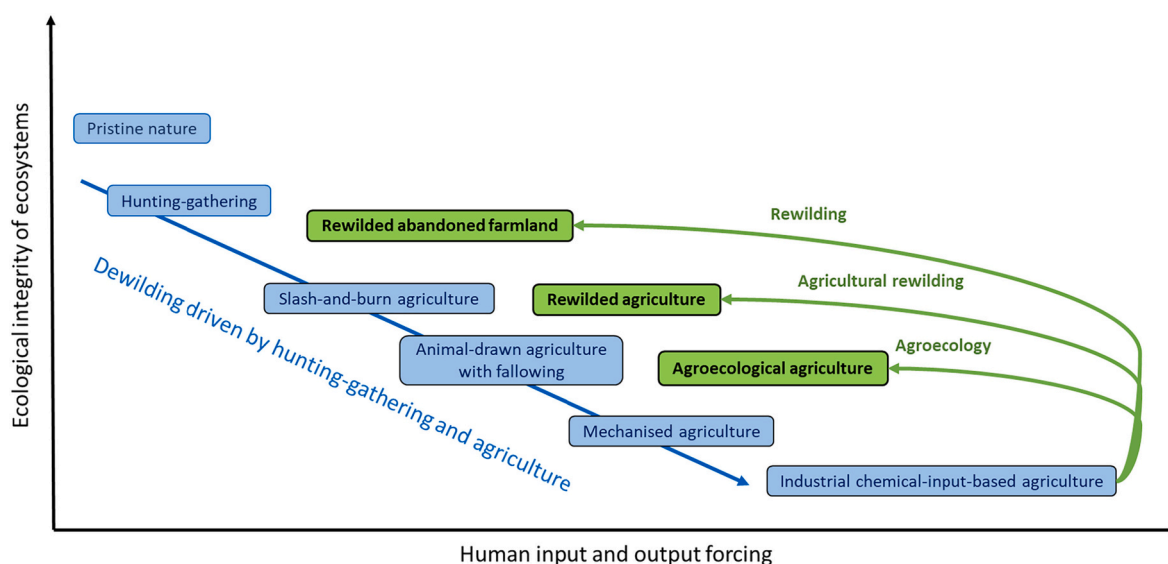 Ecological integrity of ecosystems
Pristine nature
Hunting-gathering
Rewilded abandoned farmland
Rewilding
Dewilding driven by hunting-gathering and agriculture
Slash-and-burn agriculture
Rewilded agriculture
Agricultural rewilding
Animal-drawn agriculture
with fallowing
Agroecological agriculture
Agroecology
Mechanised agriculture
Industrial chemical-input-based agriculture
Human input and output forcing